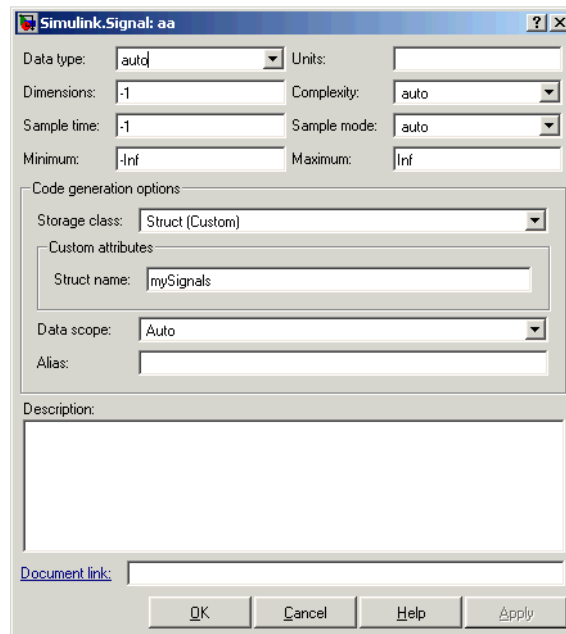 Simulink.Signal: aa
Data type: auto Units:
Dimensions: -1 Complexity: auto
Sample time: -1 Sample mode: auto
Minimum: -Inf Maximum: Inf
Code generation options
Storage class: Struct (Custom)
Custom attributes
Struct name: mySignals
Data scope: Auto
Alias:
Description:
Document link:
OK Cancel Help Apply